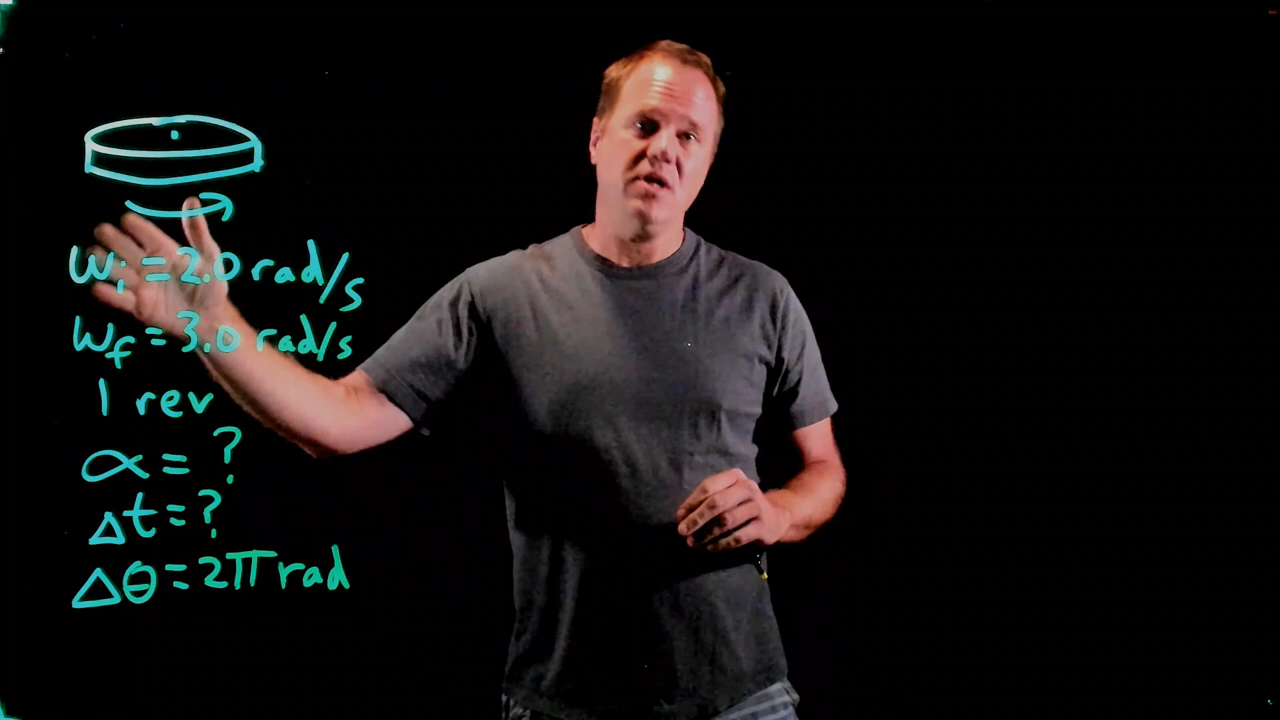 ωi = 2.0 rad/s
ωf = 3.0 rad/s
1 rev
α = ?
Δt = ?
Δθ = 2π rad